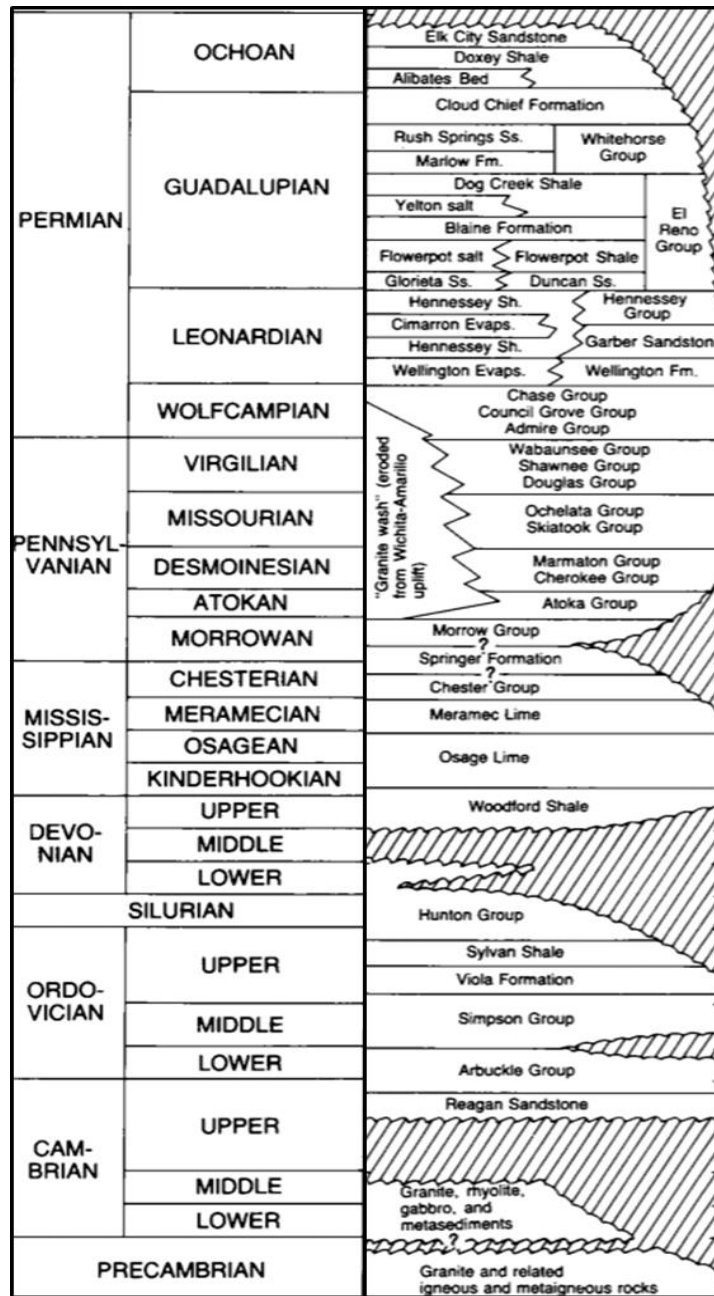 PERMIAN
OCHOAN
Elk City Sandstone
Doxey Shale
Alibates Bed
GUADALUPIAN
Cloud Chief Formation
Rush Springs Ss.
Marlow Fm.
Whitehorse
Group
Dog Creek Shale
Yelton salt
Blaine Formation
Flowerpot salt
Flowerpot Shale
Glorieta Ss.
Duncan Ss.
El
Reno
Group
LEONARDIAN
Hennessey Sh.
Cimarron Evaps.
Hennessey Sh.
Wellington Evaps.
Hennessey
Group
Garber Sandston
Wellington Fm.
WOLFCAMPIAN
Chase Group
Council Grove Group
Admire Group
PENNSYL-
VANIAN
VIRGILIAN
Wabaunsee Group
Shawnee Group
Douglas Group
MISSOURIAN
Ochelata Group
Skiatook Group
DESMOINESIAN
Marmaton Group
Cherokee Group
ATOKAN
Atoka Group
"Granite wash" (eroded
from Wichita-Amarillo
uplift)
MORROWAN
Morrow Group
?
Springer Formation
?
MISSIS-
SIPPIAN
CHESTERIAN
Chester Group
MERAMECIAN
Meramec Lime
OSAGEAN
Osage Lime
KINDERHOOKIAN
DEVO-
NIAN
UPPER
Woodford Shale
MIDDLE
LOWER
SILURIAN
Hunton Group
ORDO-
VICIAN
UPPER
Sylvan Shale
Viola Formation
MIDDLE
Simpson Group
LOWER
Arbuckle Group
CAM-
BRIAN
UPPER
Reagan Sandstone
MIDDLE
LOWER
Granite, rhyolite,
gabbro, and
metasediments
?
PRECAMBRIAN
Granite and related
igneous and metaigneous rocks